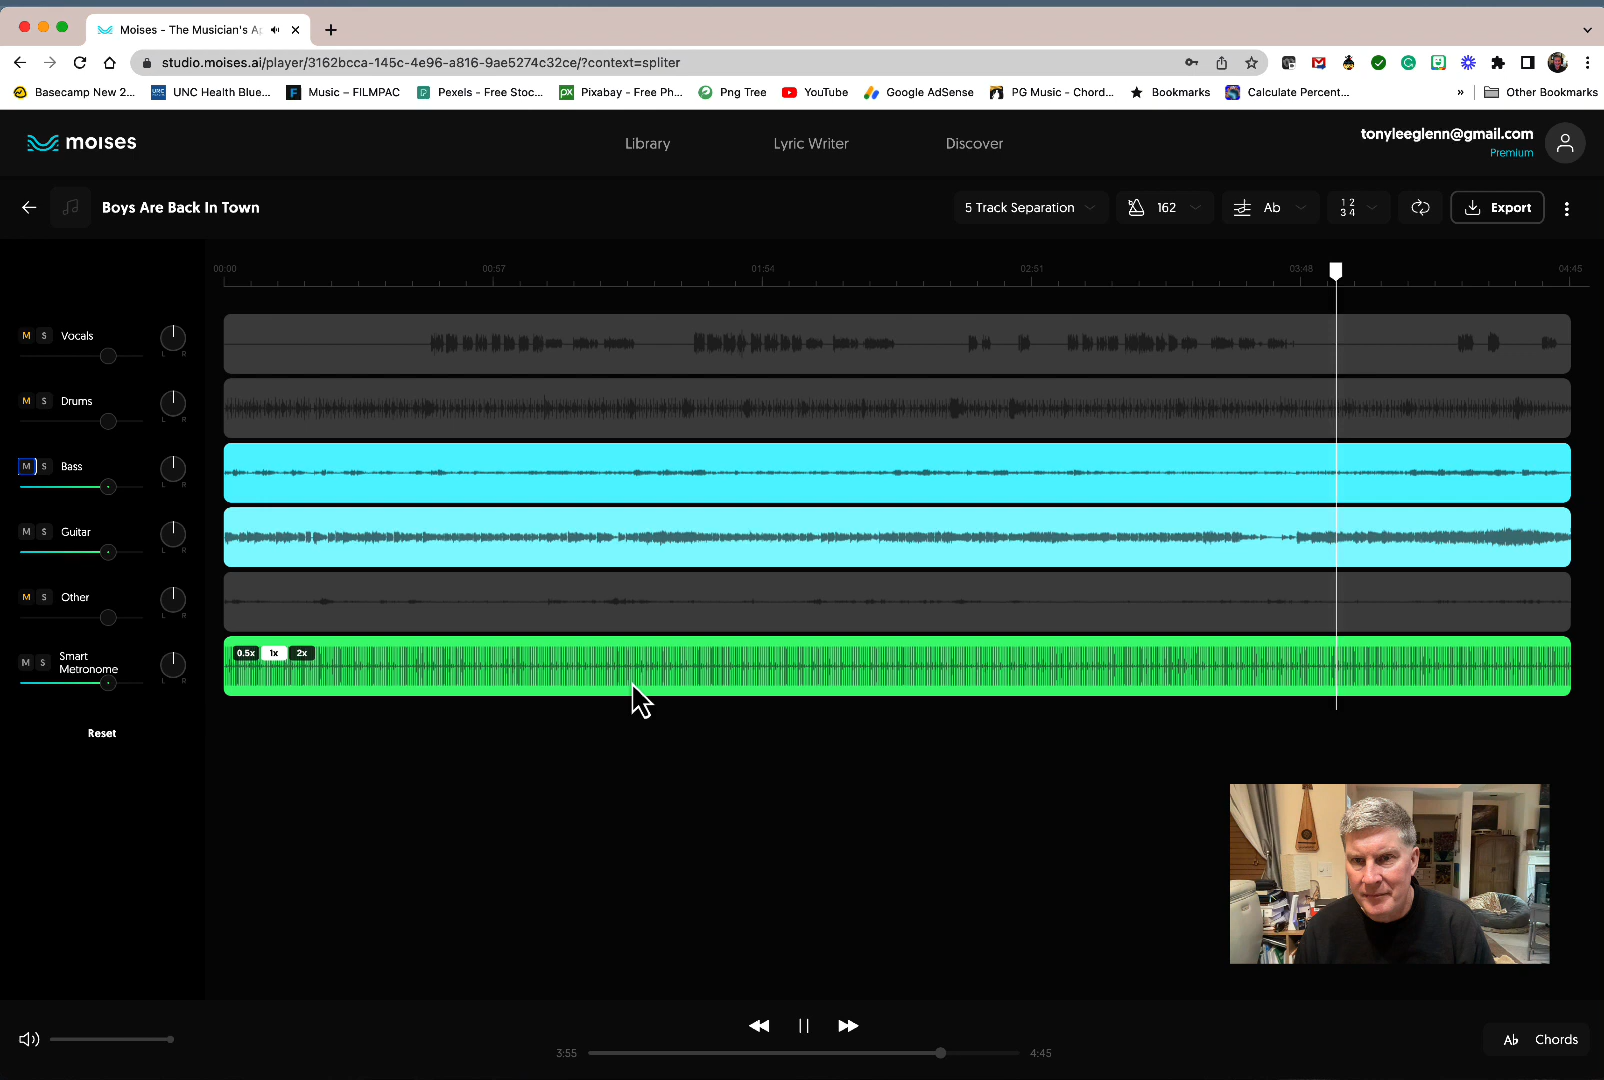 Moises - The Musician's Ap
studio.moises.ai/player/3162bcca-145c-4e96-a816-9ae5274c32ce/?context=spliter
Basecamp New 2... UNC Health Blue... Music – FILMPAC Pexels - Free Stoc... Pixabay - Free Ph... Png Tree YouTube Google AdSense PG Music - Chord... Bookmarks Calculate Percent... » Other Bookmarks
moises Library Lyric Writer Discover tonyleeglenn@gmail.com
Premium
Boys Are Back In Town 5 Track Separation 162 Ab 1 2 3 4 Export
00:00 00:57 01:54 02:51 03:48 04:45
M S Vocals
L R
M S Drums
L R
M S Bass
L R
M S Guitar
L R
M S Other
L R
M S Smart Metronome 0.5x 1x 2x
L R
Reset
3:55 4:45
Ab Chords